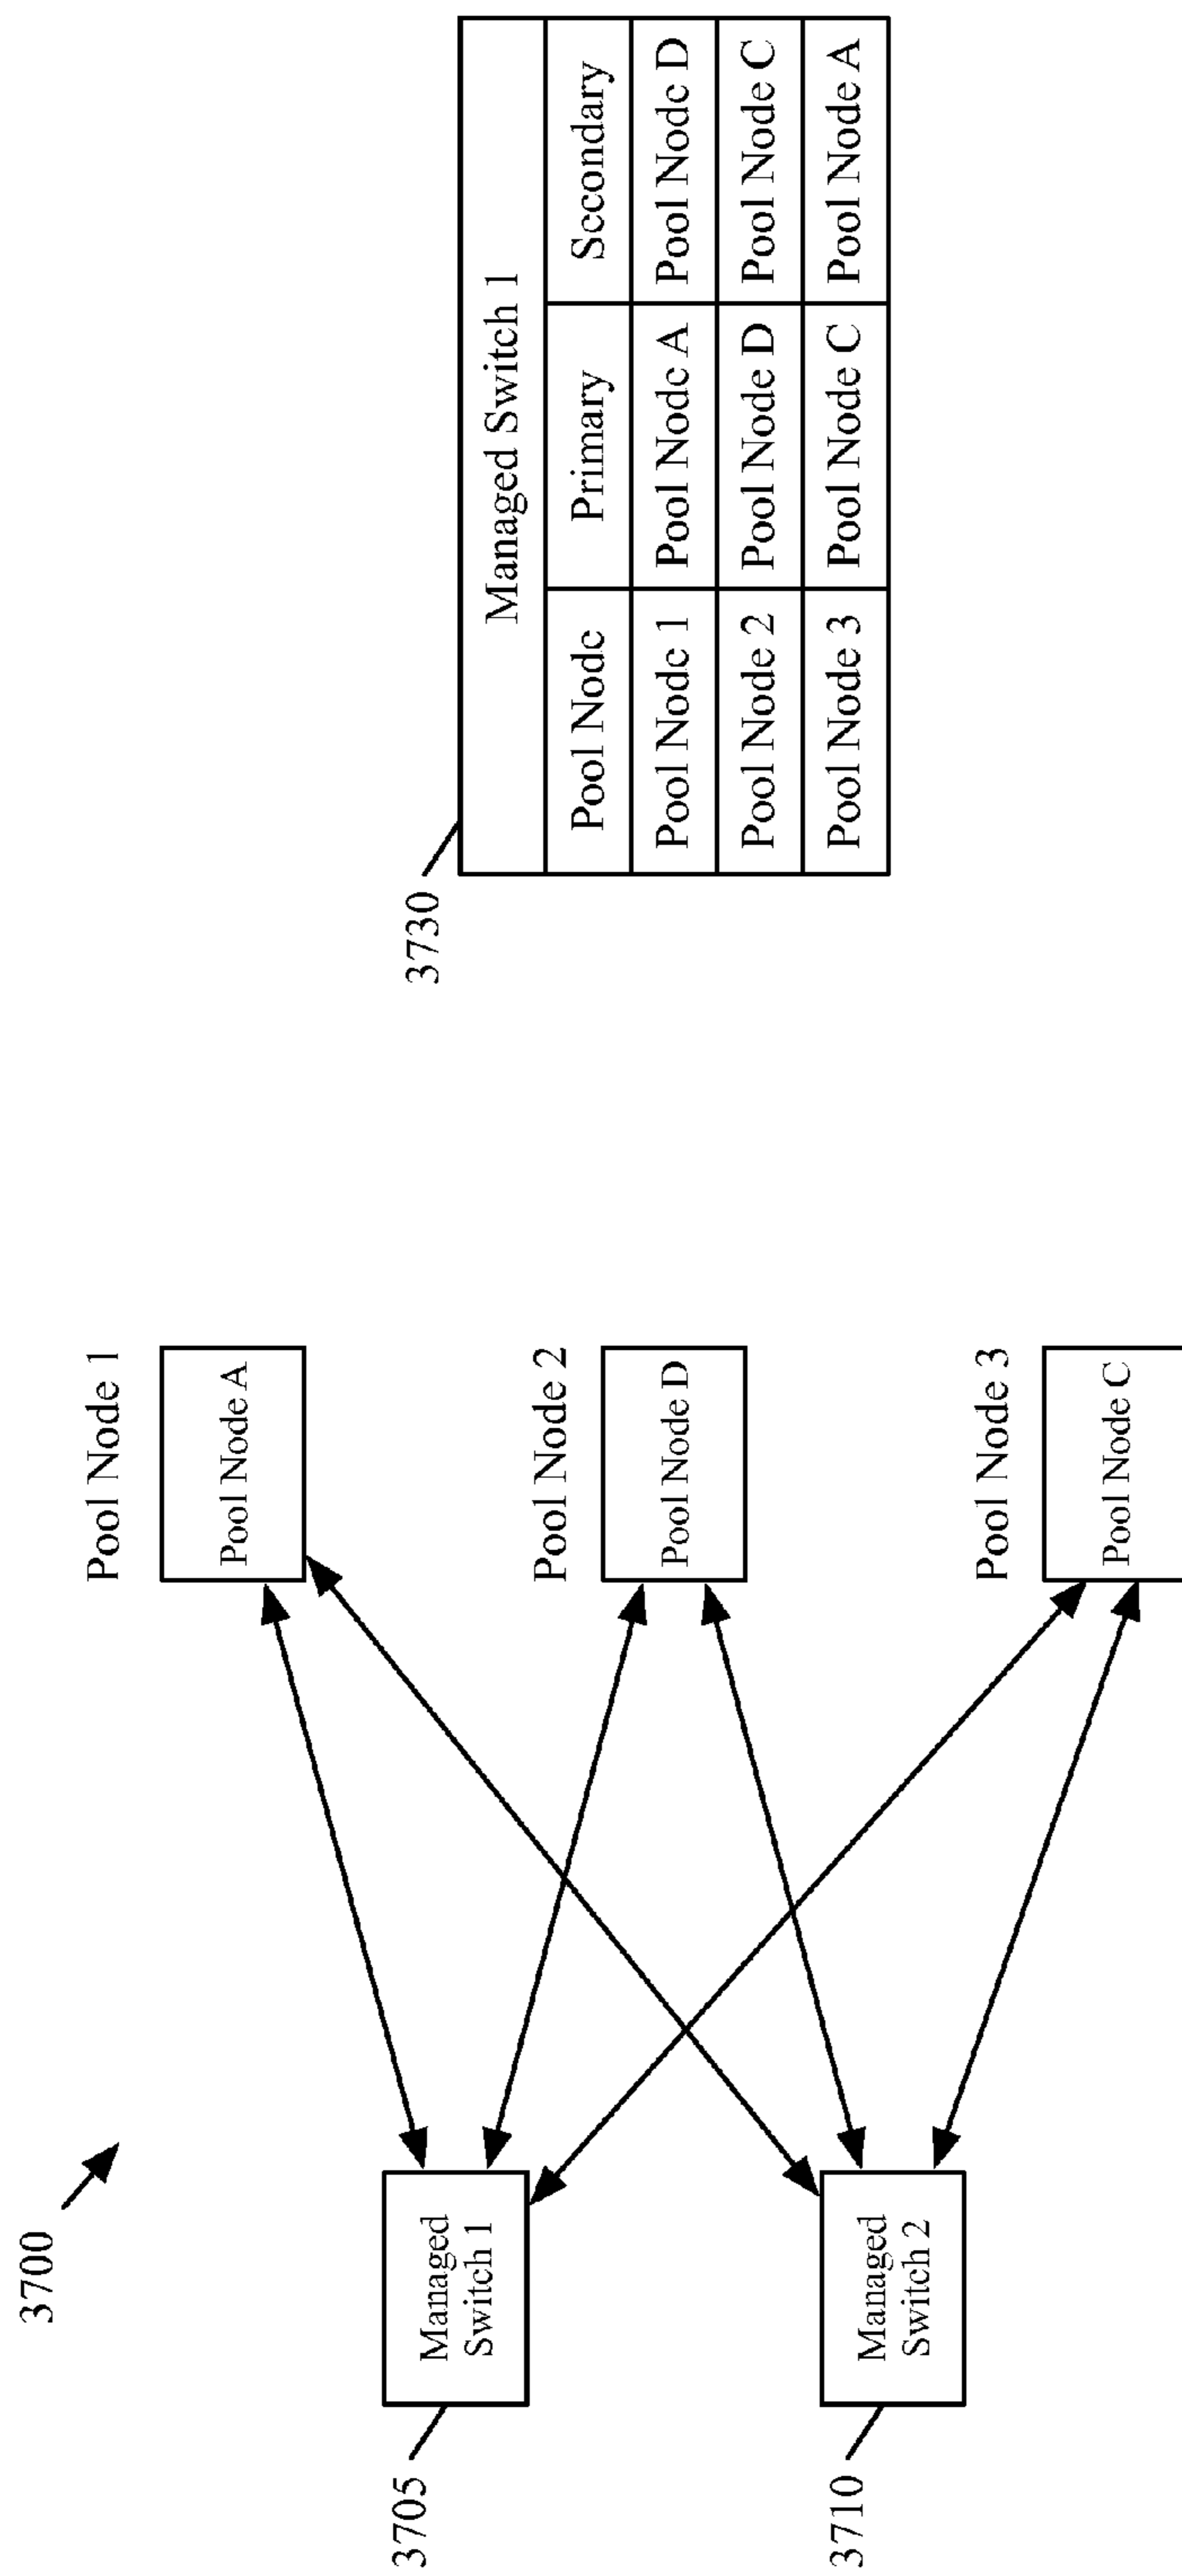 3700
Pool Node 1
Pool Node A
3705
Managed
Switch 1
Pool Node 2
Pool Node D
3710
Managed
Switch 2
Pool Node 3
Pool Node C
3730
Managed Switch 1
Pool Node Primary Secondary
Pool Node 1 Pool Node A Pool Node D
Pool Node 2 Pool Node D Pool Node C
Pool Node 3 Pool Node C Pool Node A